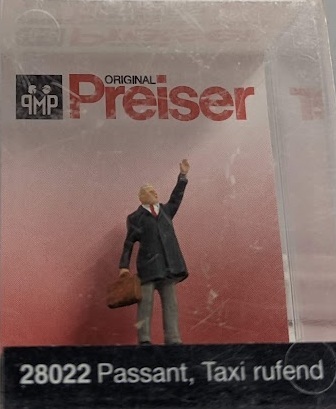 ORIGINAL
PMP Preiser
28022 Passant, Taxi rufend